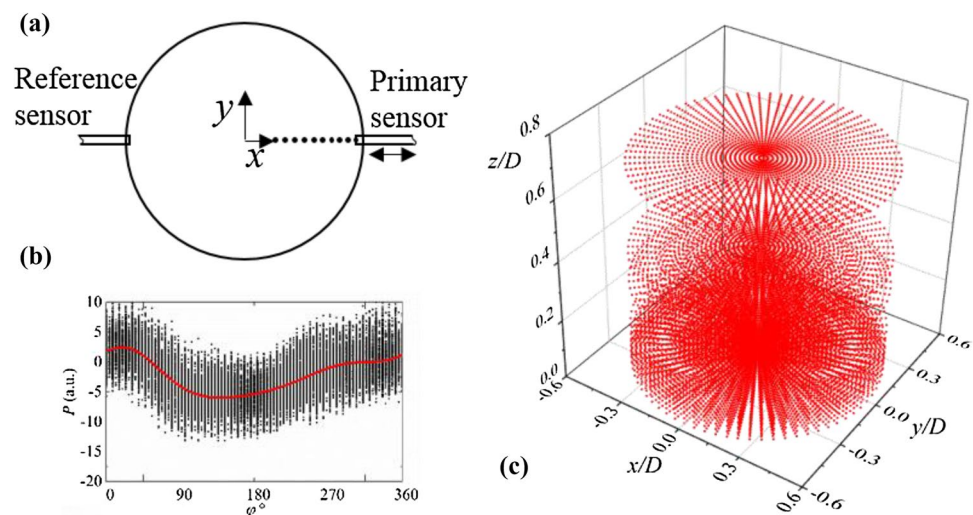 (a)
Reference
sensor
Primary
sensor
y
x
(b)
10
5
0
-5
-10
-15
-20
P (a.u.)
0
90
180
270
360
φ°
z/D
0.8
0.6
0.4
0.2
0.0
-0.6
-0.3
0.0
0.3
0.6
x/D
-0.6
-0.3
0.0
0.3
0.6
y/D
(c)